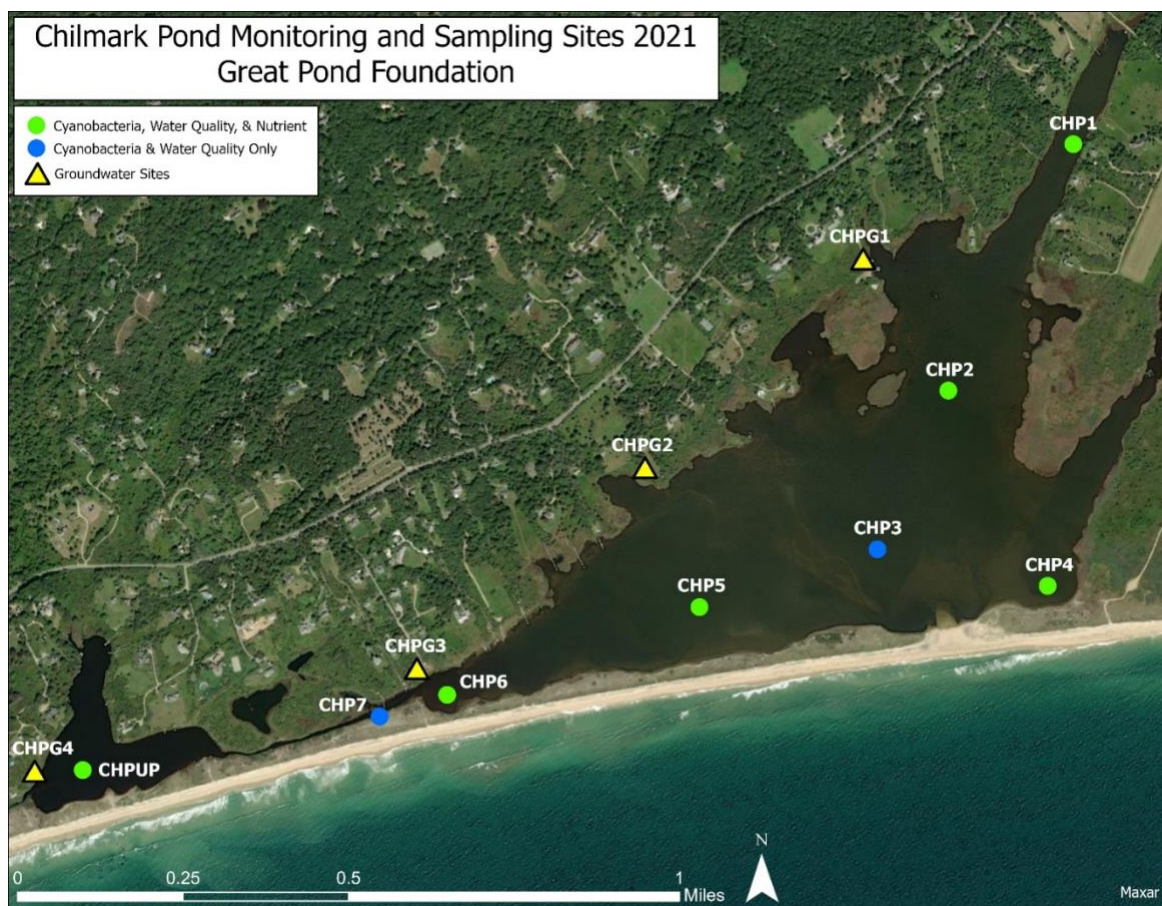 Chilmark Pond Monitoring and Sampling Sites 2021
Great Pond Foundation
Cyanobacteria, Water Quality, & Nutrient
Cyanobacteria & Water Quality Only
Groundwater Sites
CHP1
CHPG1
CHP2
CHPG2
CHP3
CHP4
CHP5
CHPG3
CHP6
CHP7
CHPG4
CHPUP
N
0 0.25 0.5 1
Miles
Maxar